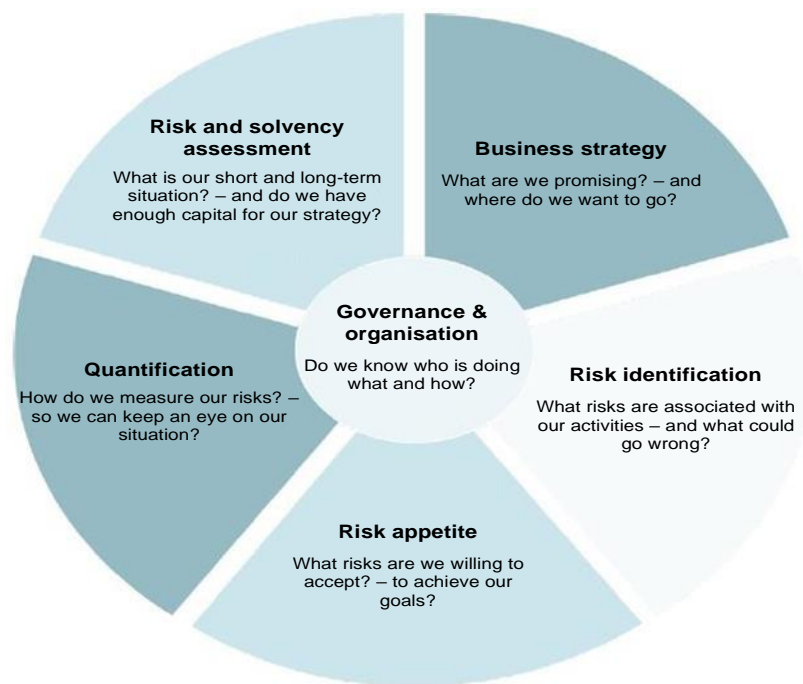 Risk and solvency
assessment
What is our short and long-term
situation? – and do we have
enough capital for our strategy?
Business strategy
What are we promising? – and
where do we want to go?
Governance &
organisation
Do we know who is doing
what and how?
Quantification
How do we measure our risks? –
so we can keep an eye on our
situation?
Risk identification
What risks are associated with
our activities – and what could
go wrong?
Risk appetite
What risks are we willing to
accept? – to achieve our
goals?